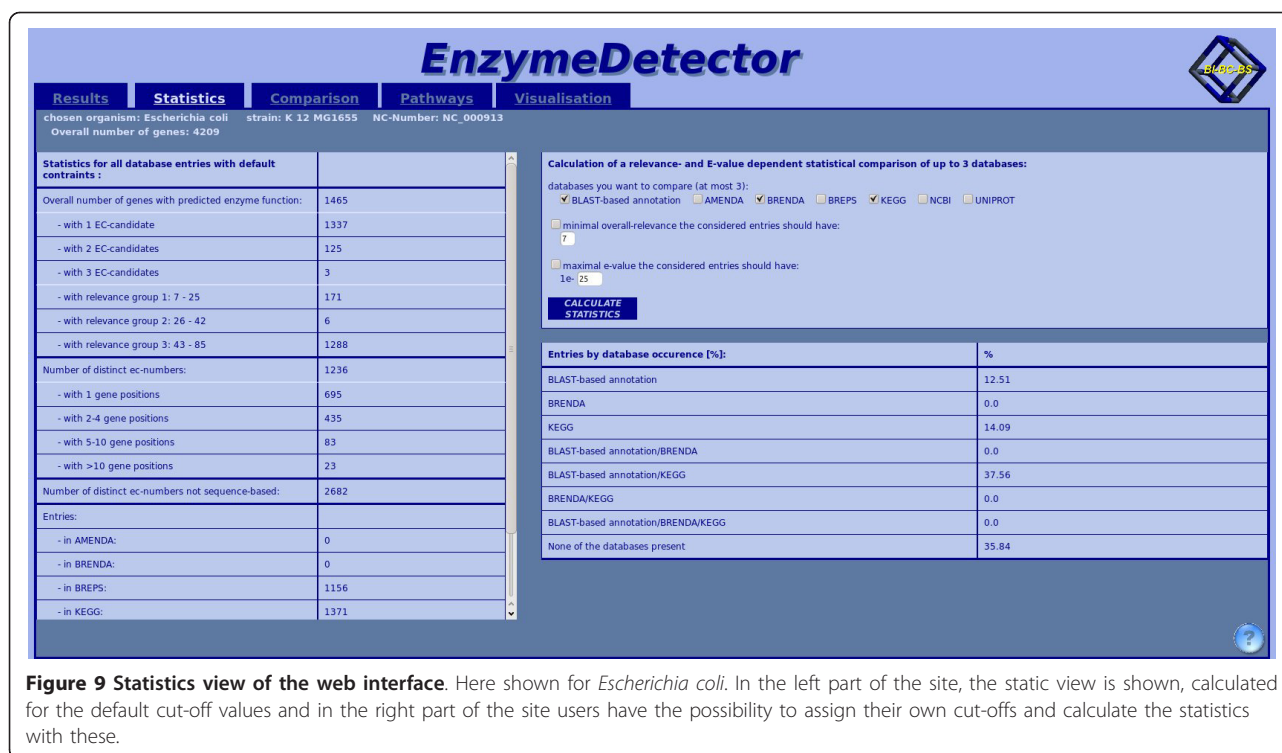 EnzymeDetector
BI-BC-BS
Results Statistics Comparison Pathways Visualisation
chosen organism: Escherichia coli strain: K 12 MG1655 NC-Number: NC_000913
Overall number of genes: 4209
Statistics for all database entries with default
contraints :
Overall number of genes with predicted enzyme function: 1465
- with 1 EC-candidate 1337
- with 2 EC-candidates 125
- with 3 EC-candidates 3
- with relevance group 1: 7 - 25 171
- with relevance group 2: 26 - 42 6
- with relevance group 3: 43 - 85 1288
Number of distinct ec-numbers: 1236
- with 1 gene positions 695
- with 2-4 gene positions 435
- with 5-10 gene positions 83
- with >10 gene positions 23
Number of distinct ec-numbers not sequence-based: 2682
Entries:
- in AMENDA: 0
- in BRENDA: 0
- in BREPS: 1156
- in KEGG: 1371
Calculation of a relevance- and E-value dependent statistical comparison of up to 3 databases:
databases you want to compare (at most 3):
BLAST-based annotation AMENDA BRENDA BREPS KEGG NCBI UNIPROT
minimal overall-relevance the considered entries should have:
7
maximal e-value the considered entries should have:
1e- 25
CALCULATE
STATISTICS
Entries by database occurence [%]: %
BLAST-based annotation 12.51
BRENDA 0.0
KEGG 14.09
BLAST-based annotation/BRENDA 0.0
BLAST-based annotation/KEGG 37.56
BRENDA/KEGG 0.0
BLAST-based annotation/BRENDA/KEGG 0.0
None of the databases present 35.84
?
Figure 9 Statistics view of the web interface. Here shown for Escherichia coli. In the left part of the site, the static view is shown, calculated
for the default cut-off values and in the right part of the site users have the possibility to assign their own cut-offs and calculate the statistics
with these.